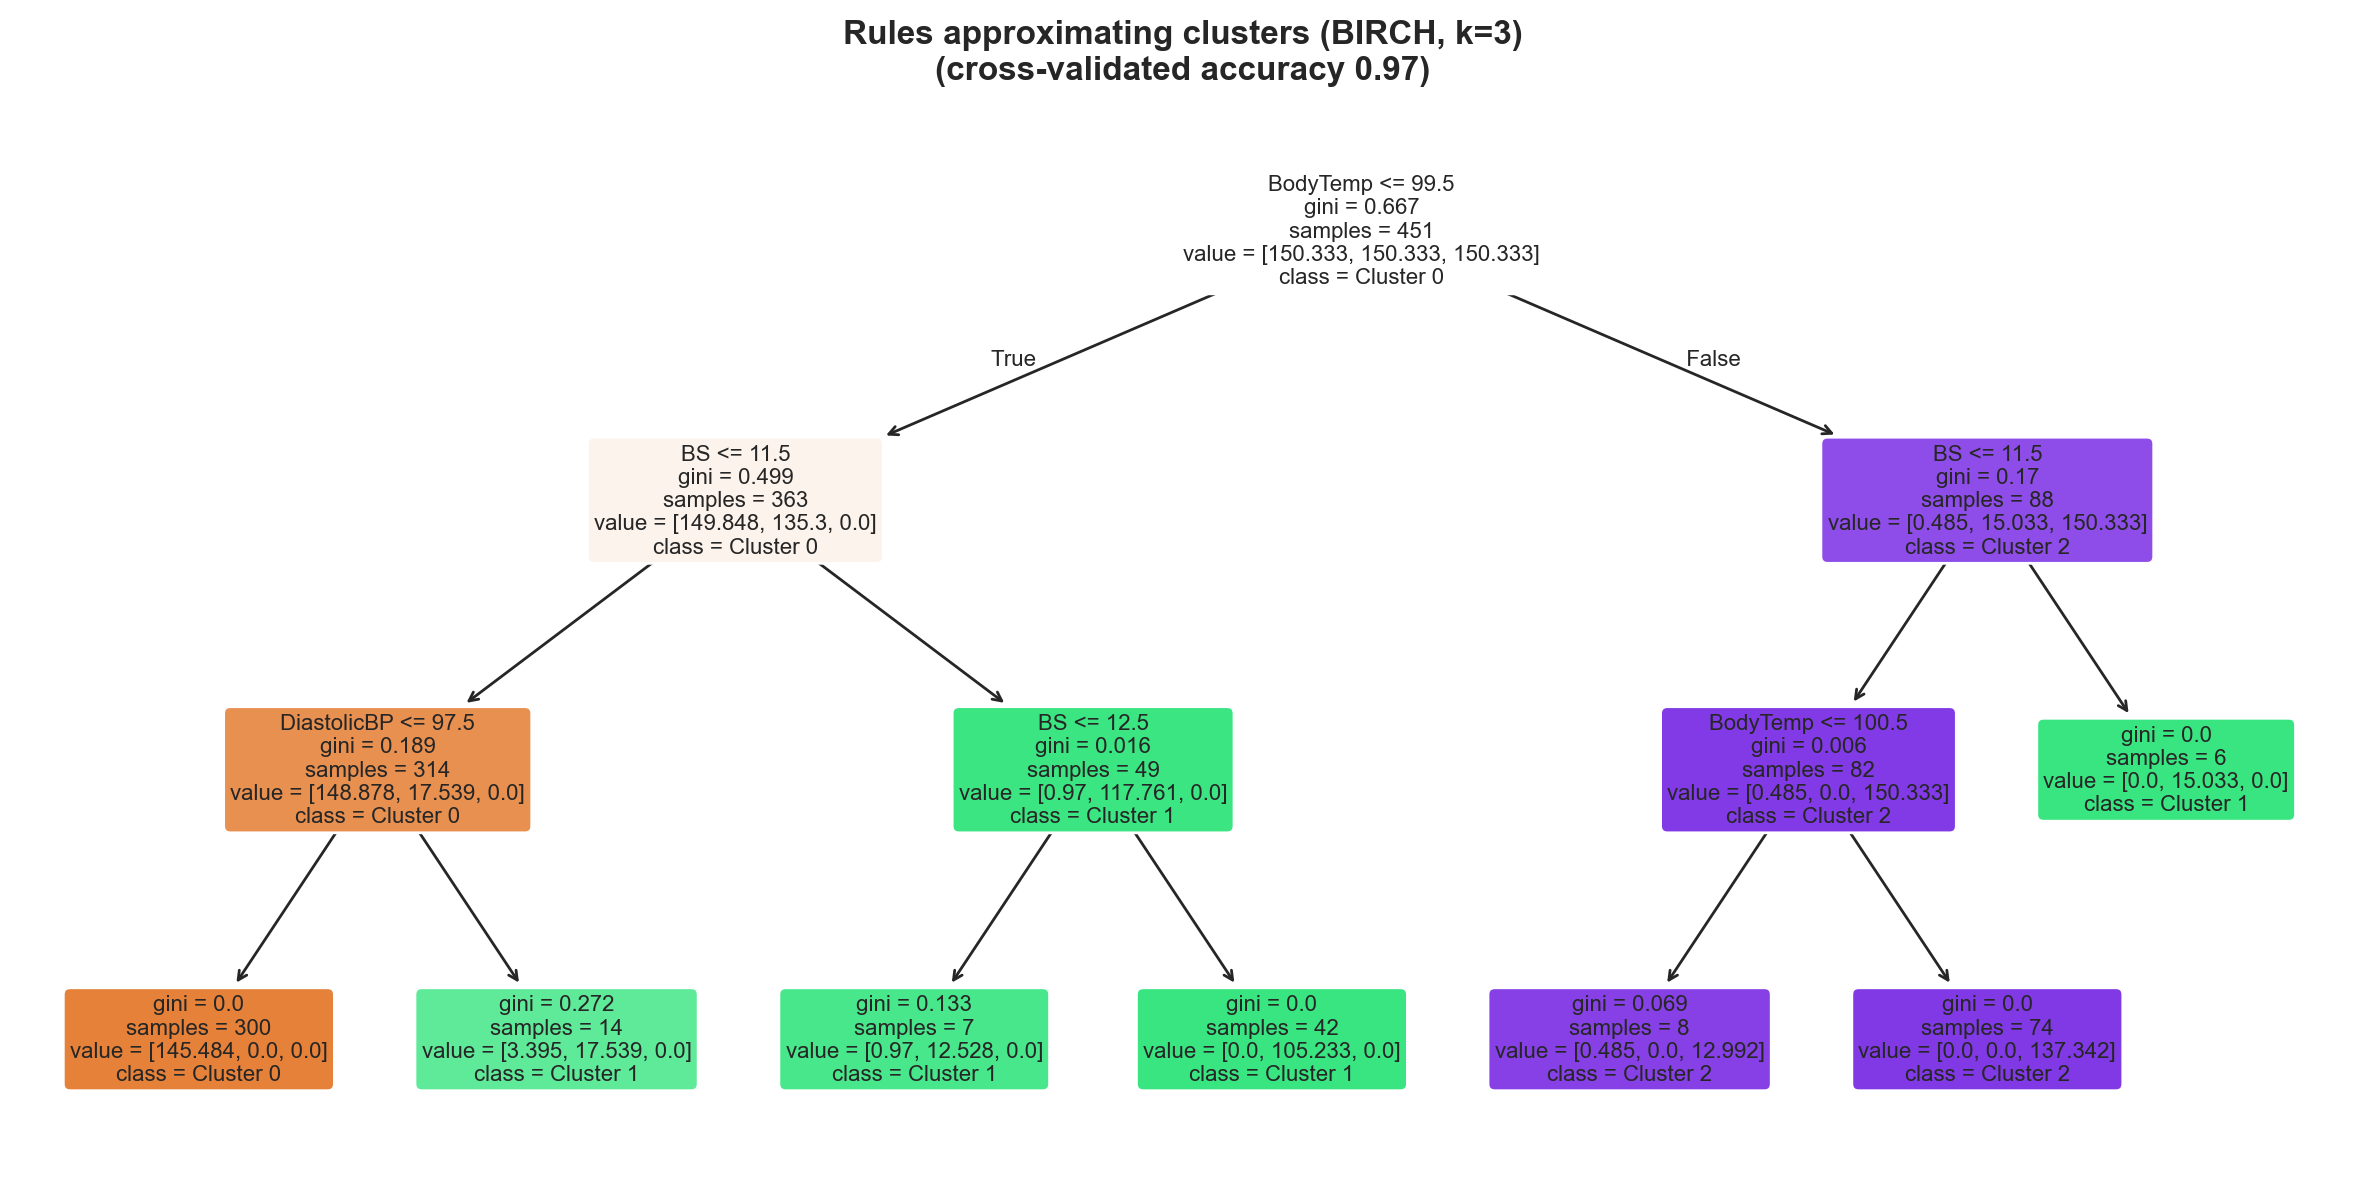 Rules approximating clusters (BIRCH, k=3)
(cross-validated accuracy 0.97)
BodyTemp <= 99.5
gini = 0.667
samples = 451
value = [150.333, 150.333, 150.333]
class = Cluster 0
True
False
BS <= 11.5
gini = 0.499
samples = 363
value = [149.848, 135.3, 0.0]
class = Cluster 0
BS <= 11.5
gini = 0.17
samples = 88
value = [0.485, 15.033, 150.333]
class = Cluster 2
DiastolicBP <= 97.5
gini = 0.189
samples = 314
value = [148.878, 17.539, 0.0]
class = Cluster 0
BS <= 12.5
gini = 0.016
samples = 49
value = [0.97, 117.761, 0.0]
class = Cluster 1
BodyTemp <= 100.5
gini = 0.006
samples = 82
value = [0.485, 0.0, 150.333]
class = Cluster 2
gini = 0.0
samples = 6
value = [0.0, 15.033, 0.0]
class = Cluster 1
gini = 0.0
samples = 300
value = [145.484, 0.0, 0.0]
class = Cluster 0
gini = 0.272
samples = 14
value = [3.395, 17.539, 0.0]
class = Cluster 1
gini = 0.133
samples = 7
value = [0.97, 12.528, 0.0]
class = Cluster 1
gini = 0.0
samples = 42
value = [0.0, 105.233, 0.0]
class = Cluster 1
gini = 0.069
samples = 8
value = [0.485, 0.0, 12.992]
class = Cluster 2
gini = 0.0
samples = 74
value = [0.0, 0.0, 137.342]
class = Cluster 2